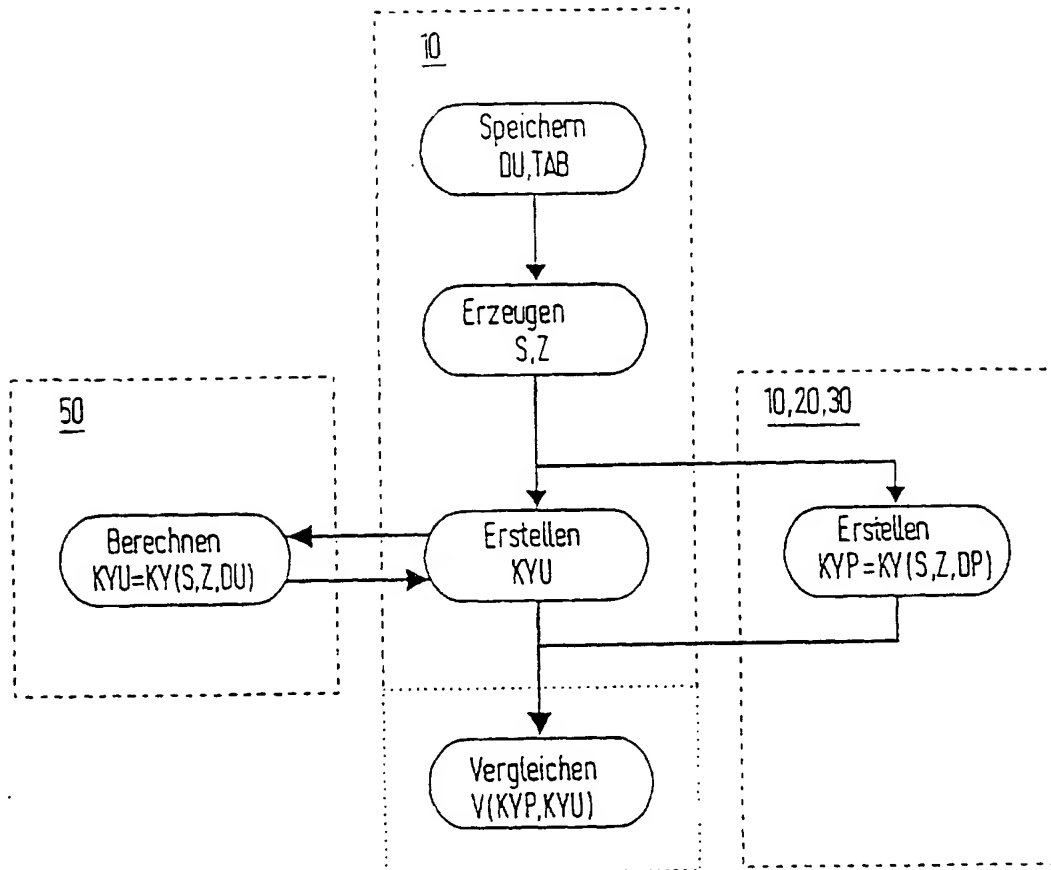 10
Speichern
DU,TAB
Erzeugen
S,Z
50
10,20,30
Berechnen
KYU=KY(S,Z,DU)
Erstellen
KYU
Erstellen
KYP=KY(S,Z,DP)
Vergleichen
V(KYP,KYU)